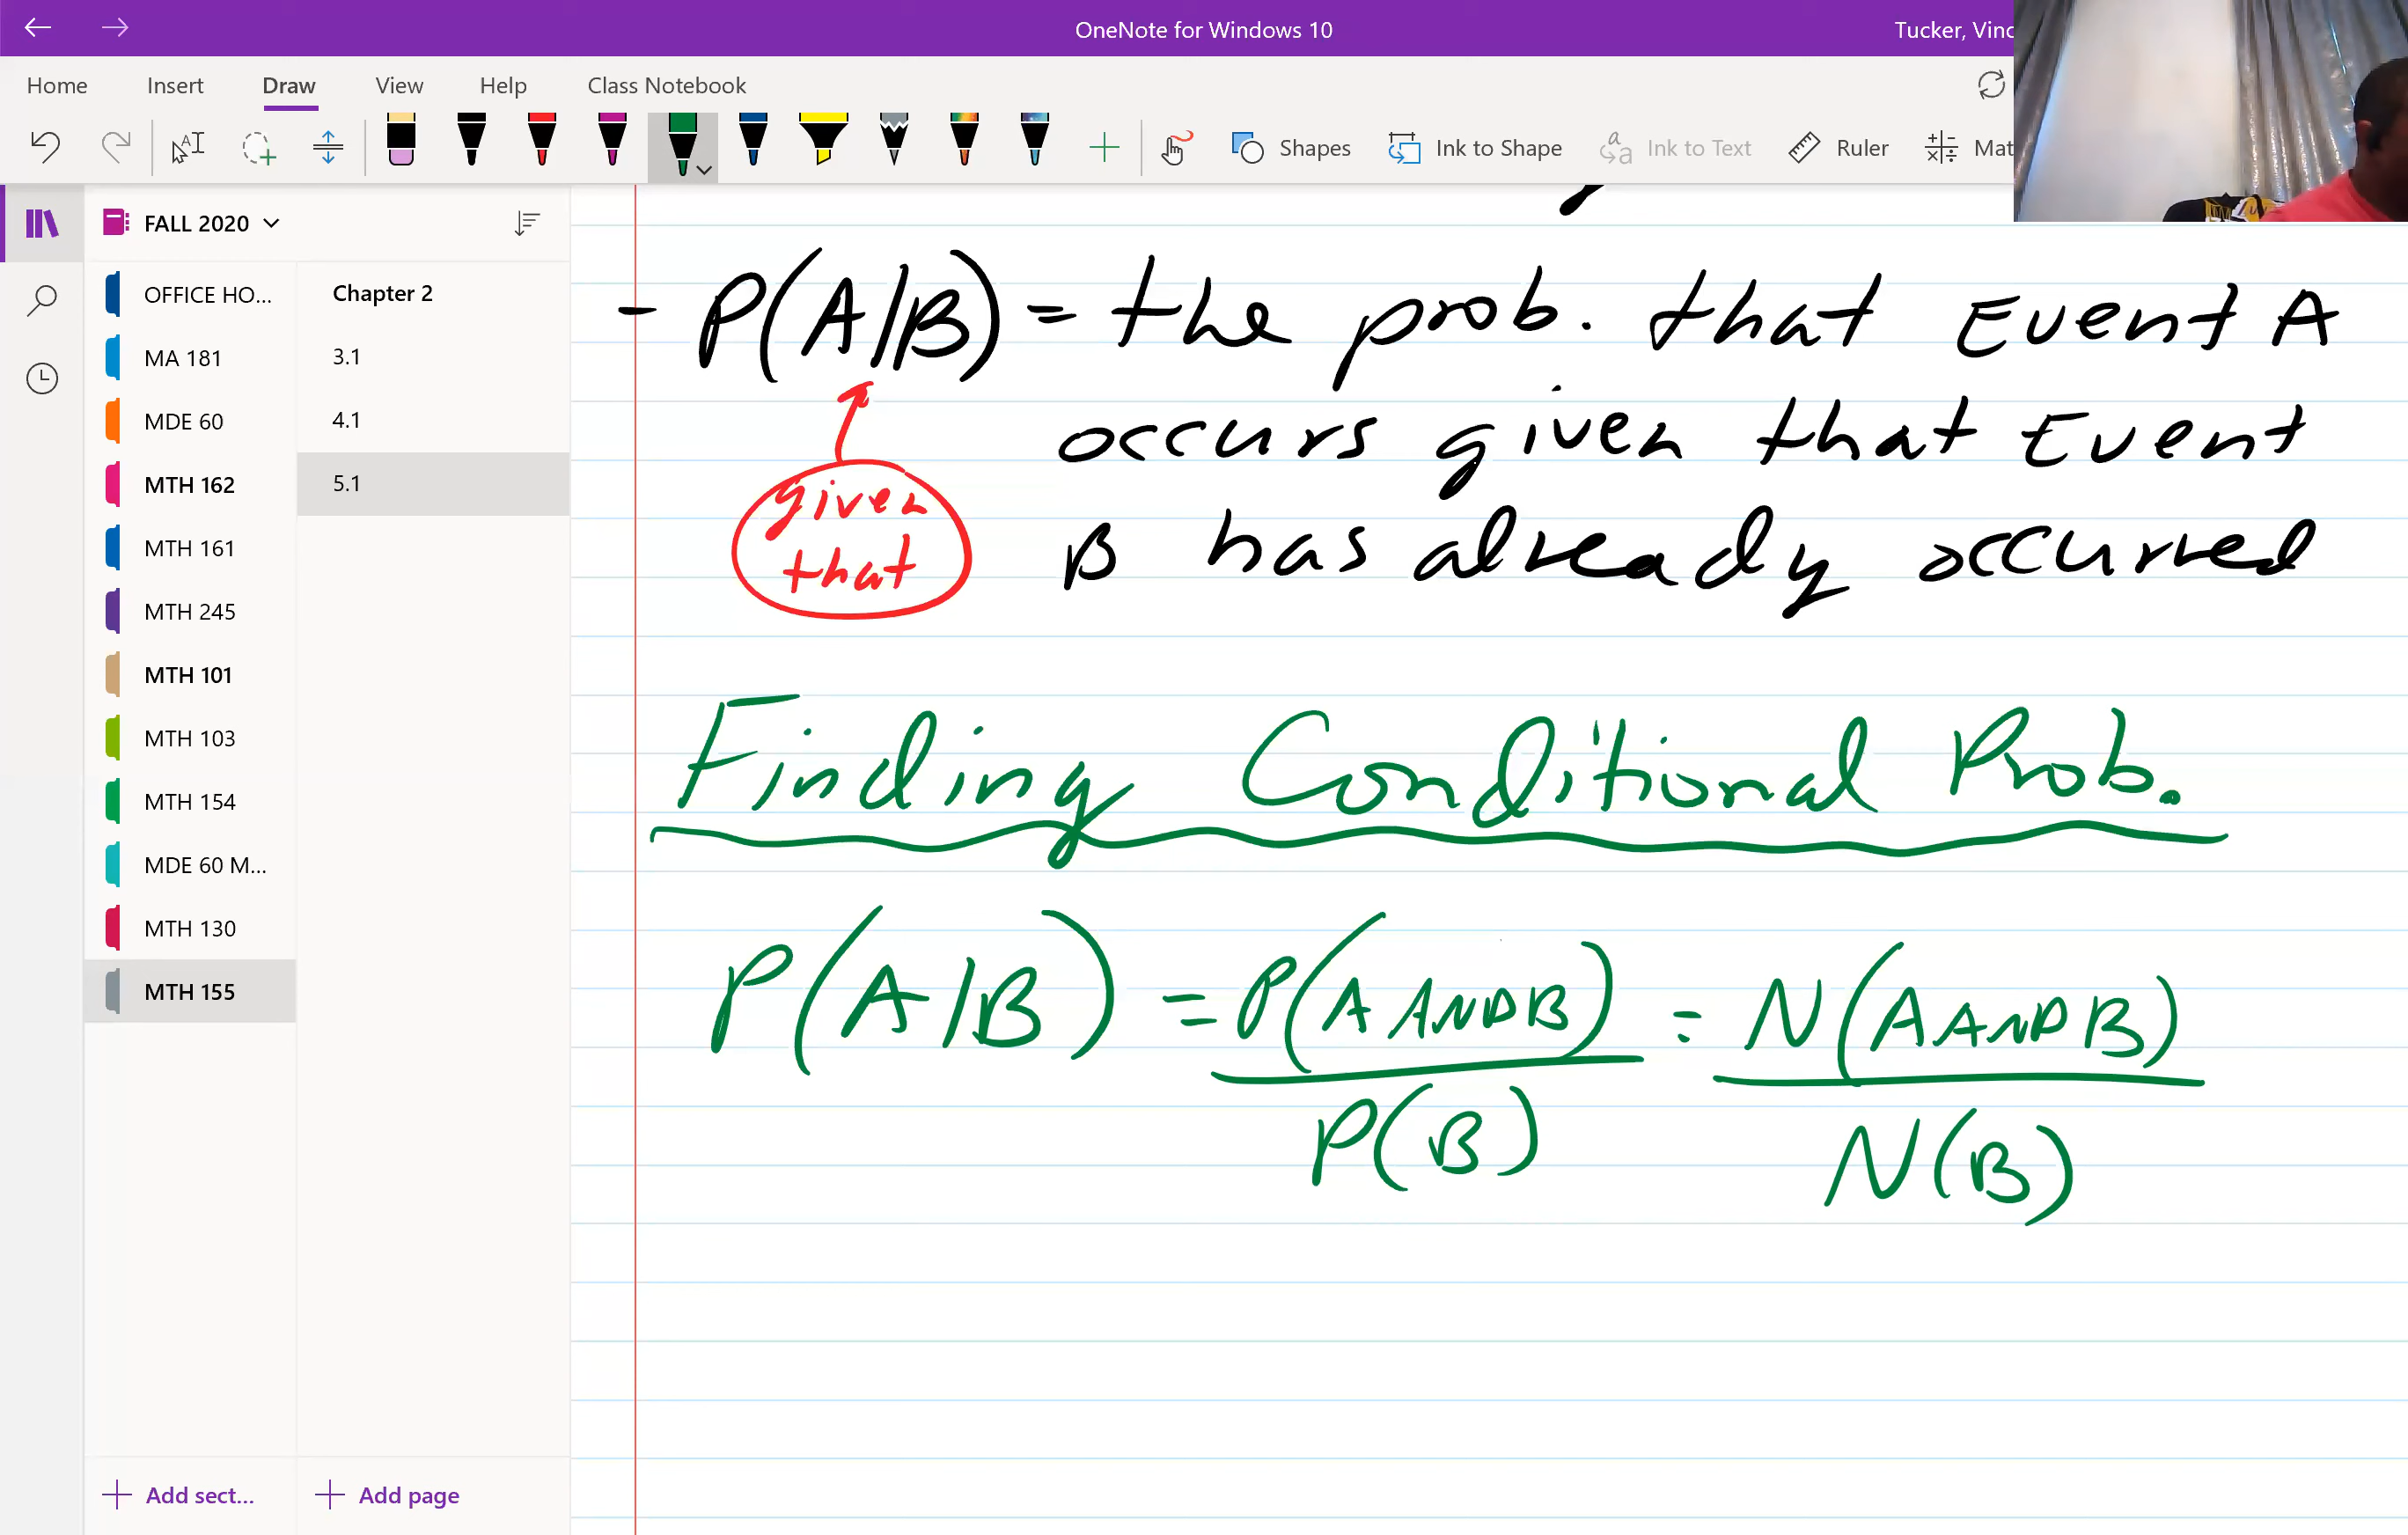 OneNote for Windows 10
Tucker, Vinc
Home Insert Draw View Help Class Notebook
Shapes Ink to Shape Ink to Text Ruler Mat
FALL 2020
OFFICE HO...
MA 181
MDE 60
MTH 162
MTH 161
MTH 245
MTH 101
MTH 103
MTH 154
MDE 60 M...
MTH 130
MTH 155
Add sect...
Chapter 2
3.1
4.1
5.1
Add page
- P(A|B) = the prob. that Event A
occurs given that Event
B has already occurred
given
that
Finding Conditional Prob.
P(A|B) = P(A AND B) / P(B) = N(A AND B) / N(B)